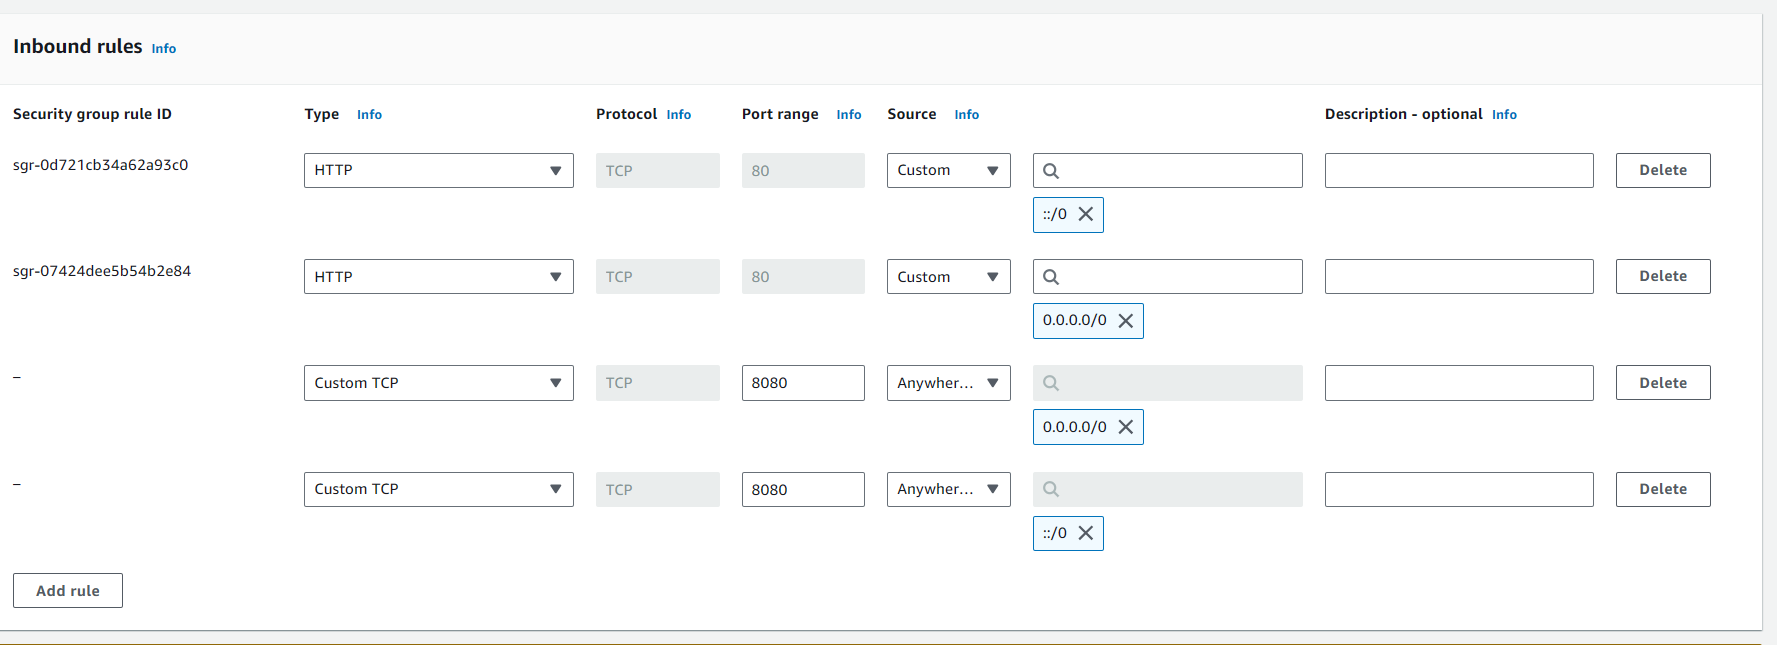 Inbound rules Info
Security group rule ID Type Info Protocol Info Port range Info Source Info Description - optional Info
sgr-0d721cb34a62a93c0 HTTP TCP 80 Custom Delete
::/0
sgr-07424dee5b54b2e84 HTTP TCP 80 Custom Delete
0.0.0.0/0
– Custom TCP TCP 8080 Anywher... Delete
0.0.0.0/0
– Custom TCP TCP 8080 Anywher... Delete
::/0
Add rule